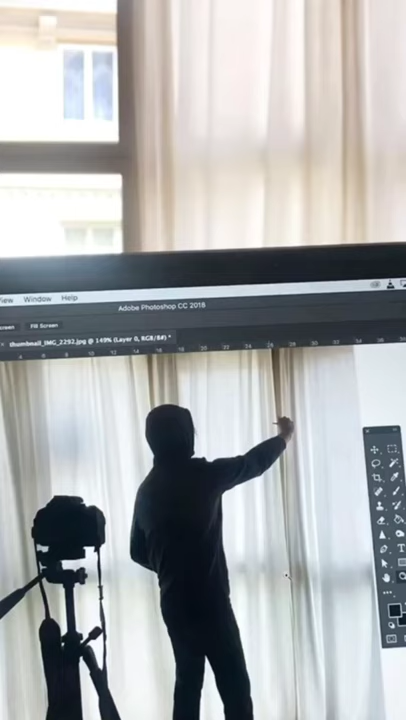 View Window Help
Adobe Photoshop CC 2018
Fill Screen
thumbnail_IMG_2292.jpg @ 149% (Layer 0, RGB/8#) *